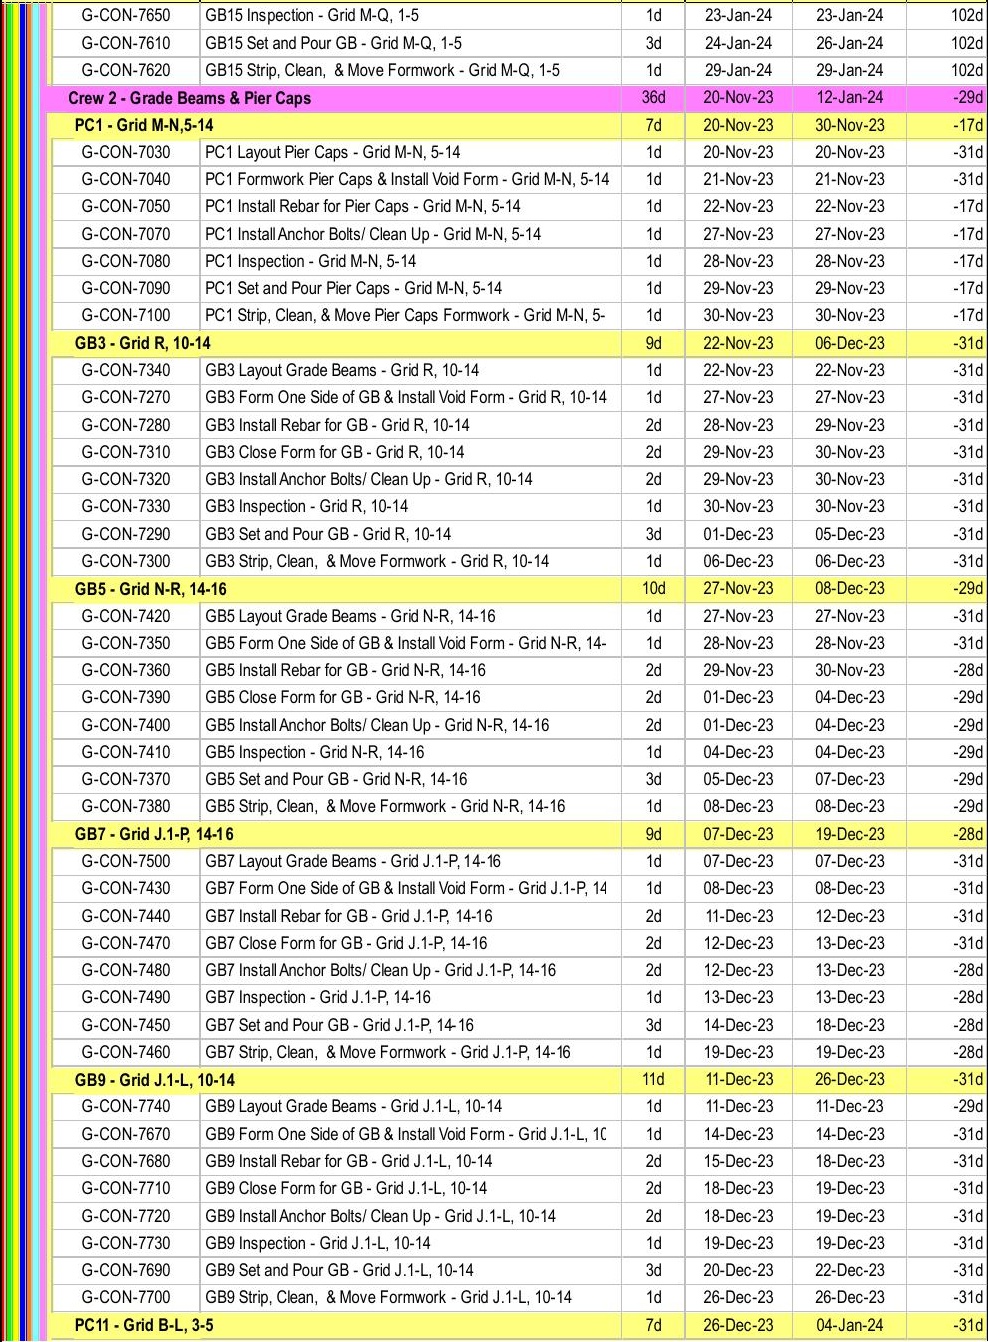 G-CON-7650 GB15 Inspection - Grid M-Q, 1-5 1d 23-Jan-24 23-Jan-24 102d
G-CON-7610 GB15 Set and Pour GB - Grid M-Q, 1-5 3d 24-Jan-24 26-Jan-24 102d
G-CON-7620 GB15 Strip, Clean, & Move Formwork - Grid M-Q, 1-5 1d 29-Jan-24 29-Jan-24 102d
Crew 2 - Grade Beams & Pier Caps 36d 20-Nov-23 12-Jan-24 -29d
PC1 - Grid M-N,5-14 7d 20-Nov-23 30-Nov-23 -17d
G-CON-7030 PC1 Layout Pier Caps - Grid M-N, 5-14 1d 20-Nov-23 20-Nov-23 -31d
G-CON-7040 PC1 Formwork Pier Caps & Install Void Form - Grid M-N, 5-14 1d 21-Nov-23 21-Nov-23 -31d
G-CON-7050 PC1 Install Rebar for Pier Caps - Grid M-N, 5-14 1d 22-Nov-23 22-Nov-23 -17d
G-CON-7070 PC1 Install Anchor Bolts/ Clean Up - Grid M-N, 5-14 1d 27-Nov-23 27-Nov-23 -17d
G-CON-7080 PC1 Inspection - Grid M-N, 5-14 1d 28-Nov-23 28-Nov-23 -17d
G-CON-7090 PC1 Set and Pour Pier Caps - Grid M-N, 5-14 1d 29-Nov-23 29-Nov-23 -17d
G-CON-7100 PC1 Strip, Clean, & Move Pier Caps Formwork - Grid M-N, 5- 1d 30-Nov-23 30-Nov-23 -17d
GB3 - Grid R, 10-14 9d 22-Nov-23 06-Dec-23 -31d
G-CON-7340 GB3 Layout Grade Beams - Grid R, 10-14 1d 22-Nov-23 22-Nov-23 -31d
G-CON-7270 GB3 Form One Side of GB & Install Void Form - Grid R, 10-14 1d 27-Nov-23 27-Nov-23 -31d
G-CON-7280 GB3 Install Rebar for GB - Grid R, 10-14 2d 28-Nov-23 29-Nov-23 -31d
G-CON-7310 GB3 Close Form for GB - Grid R, 10-14 2d 29-Nov-23 30-Nov-23 -31d
G-CON-7320 GB3 Install Anchor Bolts/ Clean Up - Grid R, 10-14 2d 29-Nov-23 30-Nov-23 -31d
G-CON-7330 GB3 Inspection - Grid R, 10-14 1d 30-Nov-23 30-Nov-23 -31d
G-CON-7290 GB3 Set and Pour GB - Grid R, 10-14 3d 01-Dec-23 05-Dec-23 -31d
G-CON-7300 GB3 Strip, Clean, & Move Formwork - Grid R, 10-14 1d 06-Dec-23 06-Dec-23 -31d
GB5 - Grid N-R, 14-16 10d 27-Nov-23 08-Dec-23 -29d
G-CON-7420 GB5 Layout Grade Beams - Grid N-R, 14-16 1d 27-Nov-23 27-Nov-23 -31d
G-CON-7350 GB5 Form One Side of GB & Install Void Form - Grid N-R, 14- 1d 28-Nov-23 28-Nov-23 -31d
G-CON-7360 GB5 Install Rebar for GB - Grid N-R, 14-16 2d 29-Nov-23 30-Nov-23 -28d
G-CON-7390 GB5 Close Form for GB - Grid N-R, 14-16 2d 01-Dec-23 04-Dec-23 -29d
G-CON-7400 GB5 Install Anchor Bolts/ Clean Up - Grid N-R, 14-16 2d 01-Dec-23 04-Dec-23 -29d
G-CON-7410 GB5 Inspection - Grid N-R, 14-16 1d 04-Dec-23 04-Dec-23 -29d
G-CON-7370 GB5 Set and Pour GB - Grid N-R, 14-16 3d 05-Dec-23 07-Dec-23 -29d
G-CON-7380 GB5 Strip, Clean, & Move Formwork - Grid N-R, 14-16 1d 08-Dec-23 08-Dec-23 -29d
GB7 - Grid J.1-P, 14-16 9d 07-Dec-23 19-Dec-23 -28d
G-CON-7500 GB7 Layout Grade Beams - Grid J.1-P, 14-16 1d 07-Dec-23 07-Dec-23 -31d
G-CON-7430 GB7 Form One Side of GB & Install Void Form - Grid J.1-P, 14 1d 08-Dec-23 08-Dec-23 -31d
G-CON-7440 GB7 Install Rebar for GB - Grid J.1-P, 14-16 2d 11-Dec-23 12-Dec-23 -31d
G-CON-7470 GB7 Close Form for GB - Grid J.1-P, 14-16 2d 12-Dec-23 13-Dec-23 -31d
G-CON-7480 GB7 Install Anchor Bolts/ Clean Up - Grid J.1-P, 14-16 2d 12-Dec-23 13-Dec-23 -28d
G-CON-7490 GB7 Inspection - Grid J.1-P, 14-16 1d 13-Dec-23 13-Dec-23 -28d
G-CON-7450 GB7 Set and Pour GB - Grid J.1-P, 14-16 3d 14-Dec-23 18-Dec-23 -28d
G-CON-7460 GB7 Strip, Clean, & Move Formwork - Grid J.1-P, 14-16 1d 19-Dec-23 19-Dec-23 -28d
GB9 - Grid J.1-L, 10-14 11d 11-Dec-23 26-Dec-23 -31d
G-CON-7740 GB9 Layout Grade Beams - Grid J.1-L, 10-14 1d 11-Dec-23 11-Dec-23 -29d
G-CON-7670 GB9 Form One Side of GB & Install Void Form - Grid J.1-L, 10 1d 14-Dec-23 14-Dec-23 -31d
G-CON-7680 GB9 Install Rebar for GB - Grid J.1-L, 10-14 2d 15-Dec-23 18-Dec-23 -31d
G-CON-7710 GB9 Close Form for GB - Grid J.1-L, 10-14 2d 18-Dec-23 19-Dec-23 -31d
G-CON-7720 GB9 Install Anchor Bolts/ Clean Up - Grid J.1-L, 10-14 2d 18-Dec-23 19-Dec-23 -31d
G-CON-7730 GB9 Inspection - Grid J.1-L, 10-14 1d 19-Dec-23 19-Dec-23 -31d
G-CON-7690 GB9 Set and Pour GB - Grid J.1-L, 10-14 3d 20-Dec-23 22-Dec-23 -31d
G-CON-7700 GB9 Strip, Clean, & Move Formwork - Grid J.1-L, 10-14 1d 26-Dec-23 26-Dec-23 -31d
PC11 - Grid B-L, 3-5 7d 26-Dec-23 04-Jan-24 -31d